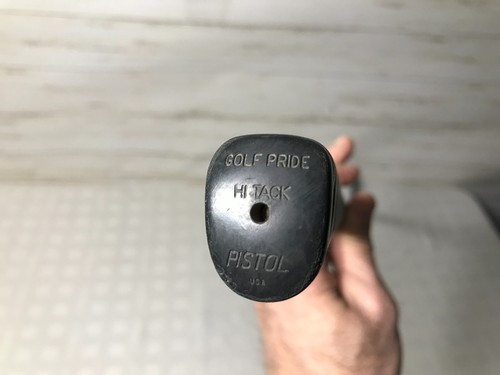 GOLF PRIDE
HI TACK
PISTOL
USA